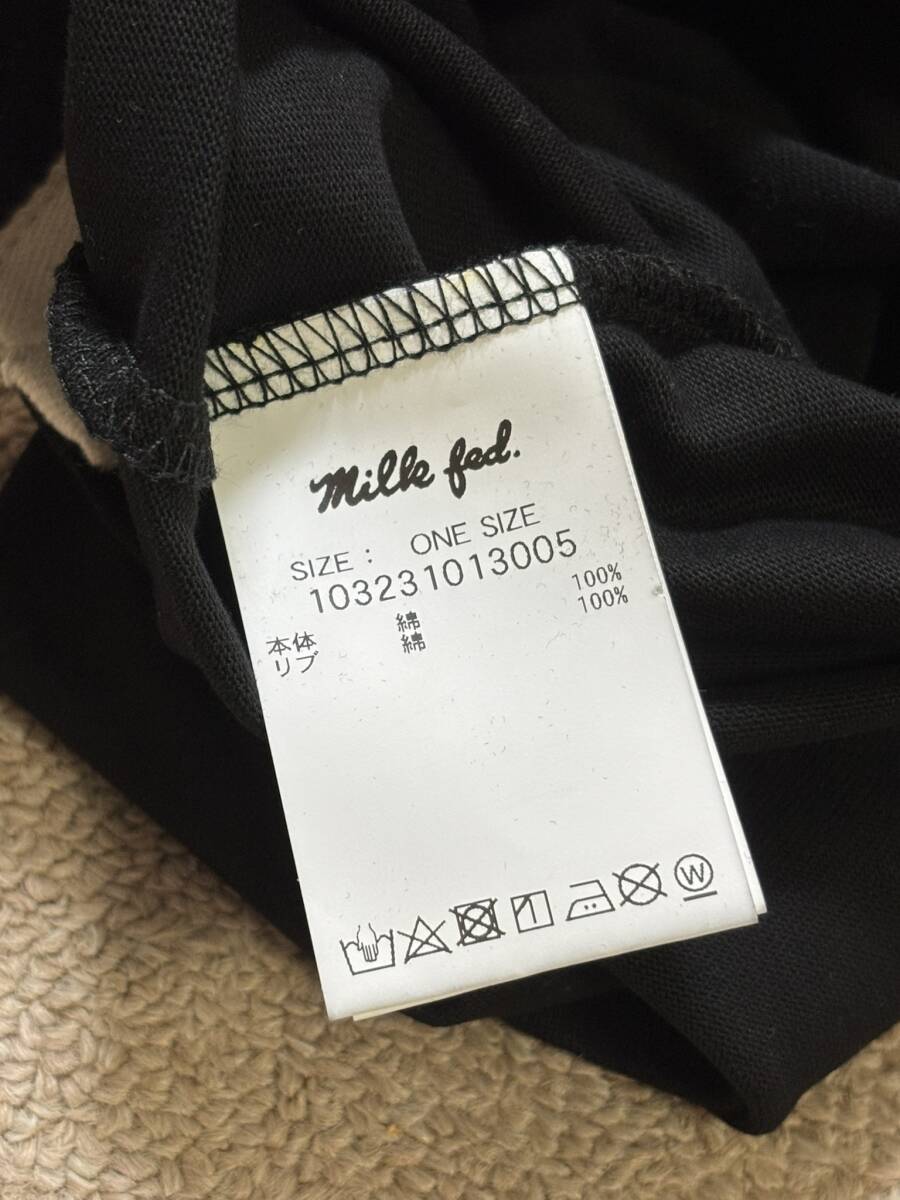 Milk fed.
SIZE : ONE SIZE
103231013005
本体 綿 100%
リブ 綿 100%
W